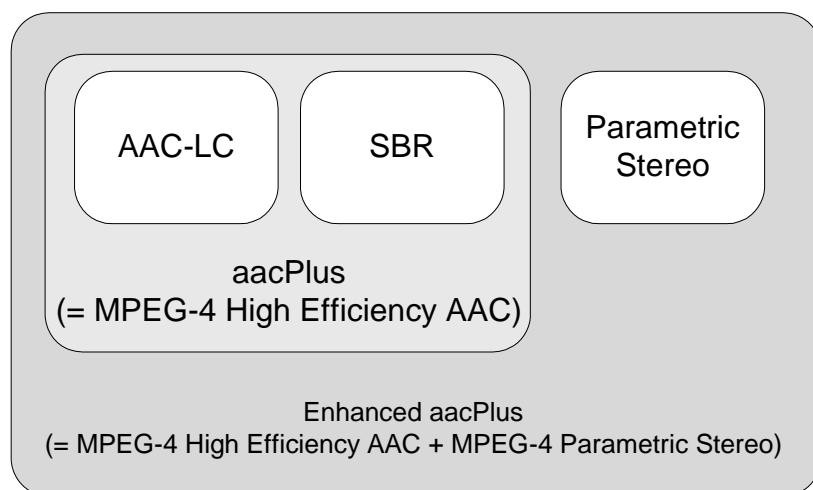 AAC-LC
SBR
Parametric
Stereo
aacPlus
(= MPEG-4 High Efficiency AAC)
Enhanced aacPlus
(= MPEG-4 High Efficiency AAC + MPEG-4 Parametric Stereo)